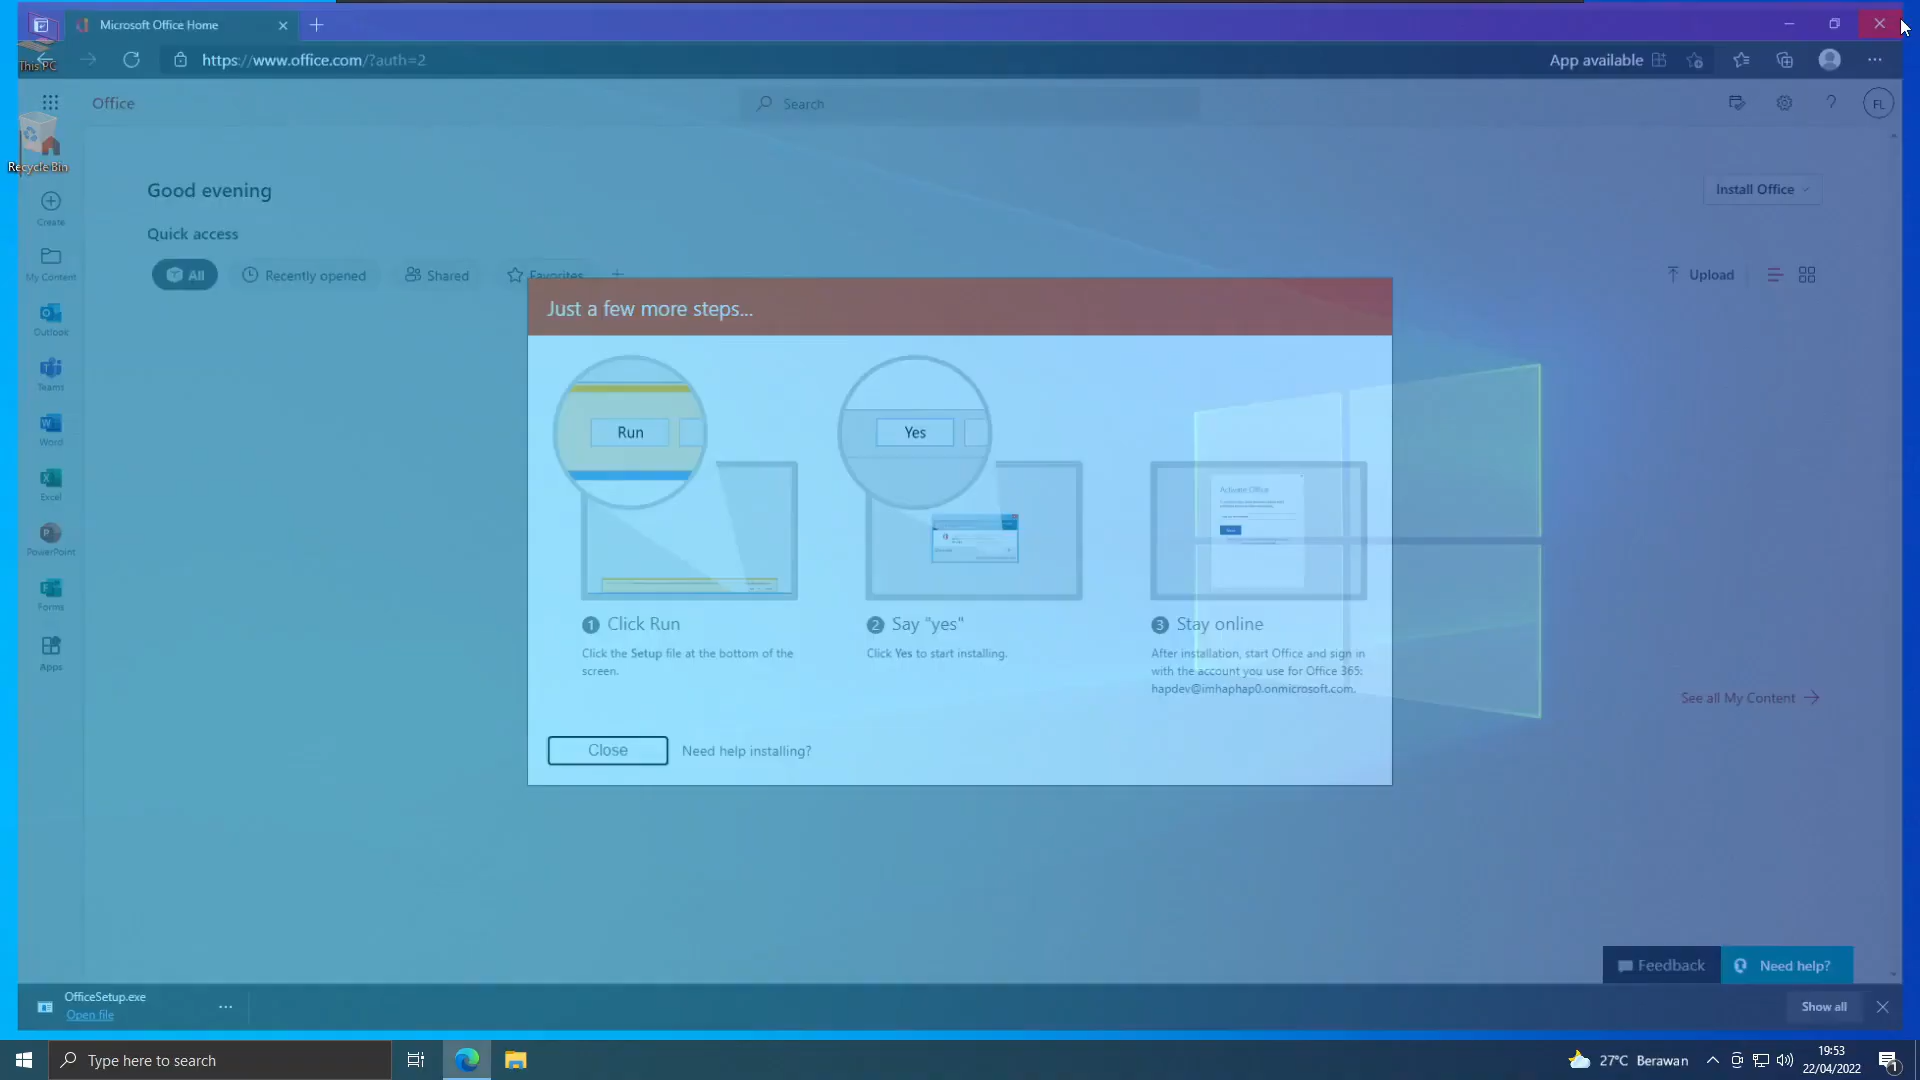 Microsoft Office Home
This PC
https://www.office.com/?auth=2
App available
Office
Search
FL
Recycle Bin
Good evening
Install Office
Create
Quick access
My Content
All
Recently opened
Shared
Favorites
Upload
Outlook
Teams
Word
Excel
PowerPoint
Forms
Apps
Just a few more steps...
Run
Yes
Activate Office
1 Click Run
Click the Setup file at the bottom of the
screen.
2 Say "yes"
Click Yes to start installing.
3 Stay online
After installation, start Office and sign in
with the account you use for Office 365:
hapdev@imhaphap0.onmicrosoft.com.
See all My Content
Close
Need help installing?
Feedback
Need help?
OfficeSetup.exe
Open file
Show all
Type here to search
27°C Berawan
19:53
22/04/2022
1